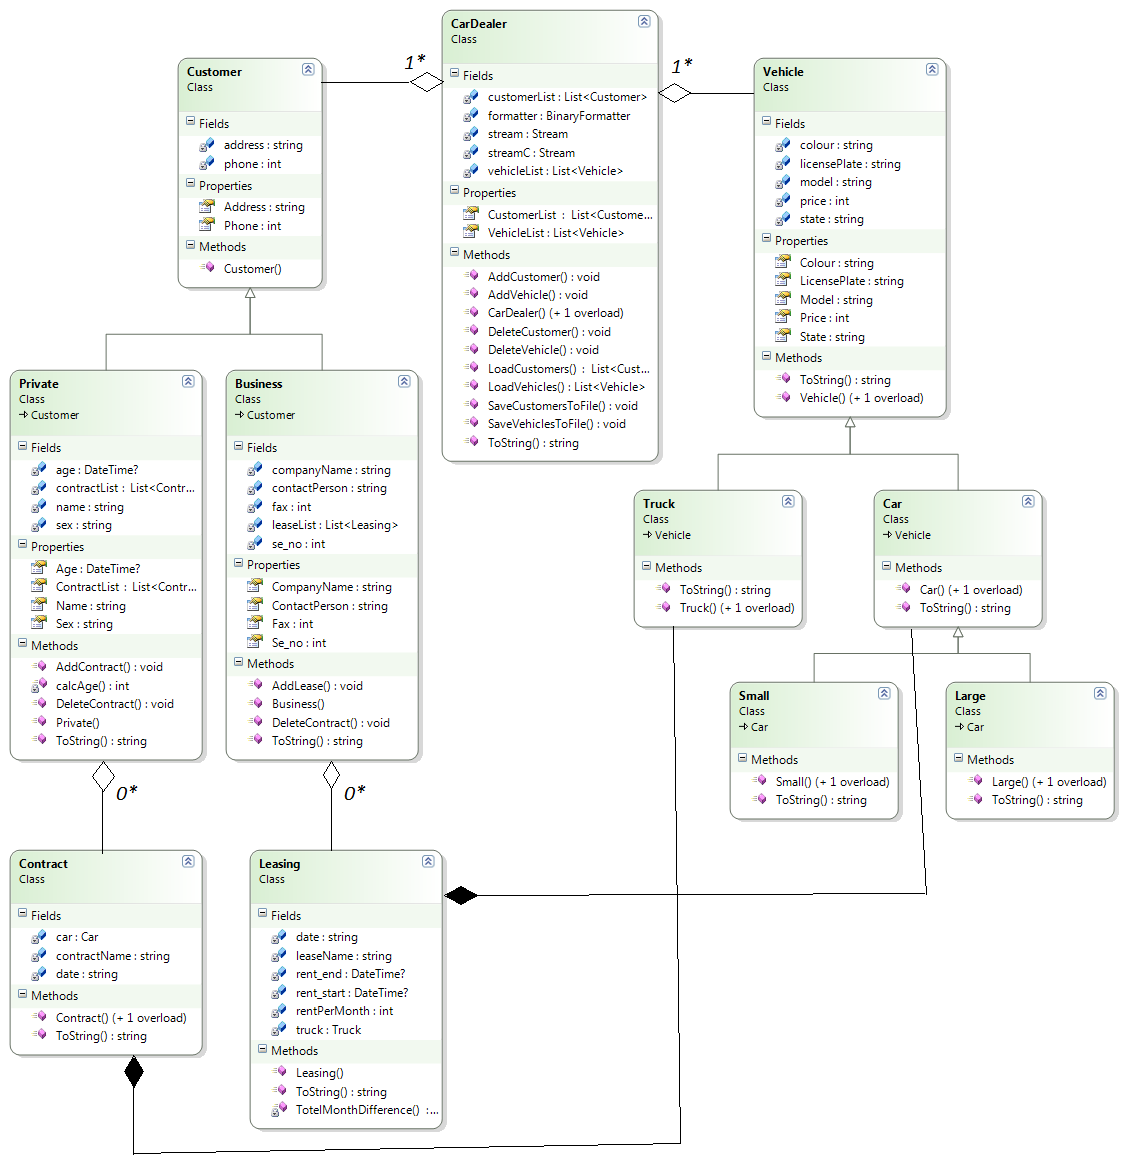 CarDealer
Class
Fields
customerList : List<Customer>
formatter : BinaryFormatter
stream : Stream
streamC : Stream
vehicleList : List<Vehicle>
Properties
CustomerList : List<Custome...
VehicleList : List<Vehicle>
Methods
AddCustomer() : void
AddVehicle() : void
CarDealer() (+ 1 overload)
DeleteCustomer() : void
DeleteVehicle() : void
LoadCustomers() : List<Cust...
LoadVehicles() : List<Vehicle>
SaveCustomersToFile() : void
SaveVehiclesToFile() : void
ToString() : string
1*
1*
Customer
Class
Fields
address : string
phone : int
Properties
Address : string
Phone : int
Methods
Customer()
Vehicle
Class
Fields
colour : string
licensePlate : string
model : string
price : int
state : string
Properties
Colour : string
LicensePlate : string
Model : string
Price : int
State : string
Methods
ToString() : string
Vehicle() (+ 1 overload)
Private
Class
Customer
Fields
age : DateTime?
contractList : List<Contr...
name : string
sex : string
Properties
Age : DateTime?
ContractList : List<Contr...
Name : string
Sex : string
Methods
AddContract() : void
calcAge() : int
DeleteContract() : void
Private()
ToString() : string
0*
Business
Class
Customer
Fields
companyName : string
contactPerson : string
fax : int
leaseList : List<Leasing>
se_no : int
Properties
CompanyName : string
ContactPerson : string
Fax : int
Se_no : int
Methods
AddLease() : void
Business()
DeleteContract() : void
ToString() : string
0*
Truck
Class
Vehicle
Methods
ToString() : string
Truck() (+ 1 overload)
Car
Class
Vehicle
Methods
Car() (+ 1 overload)
ToString() : string
Small
Class
Car
Methods
Small() (+ 1 overload)
ToString() : string
Large
Class
Car
Methods
Large() (+ 1 overload)
ToString() : string
Contract
Class
Fields
car : Car
contractName : string
date : string
Methods
Contract() (+ 1 overload)
ToString() : string
Leasing
Class
Fields
date : string
leaseName : string
rent_end : DateTime?
rent_start : DateTime?
rentPerMonth : int
truck : Truck
Methods
Leasing()
ToString() : string
TotelMonthDifference() :...